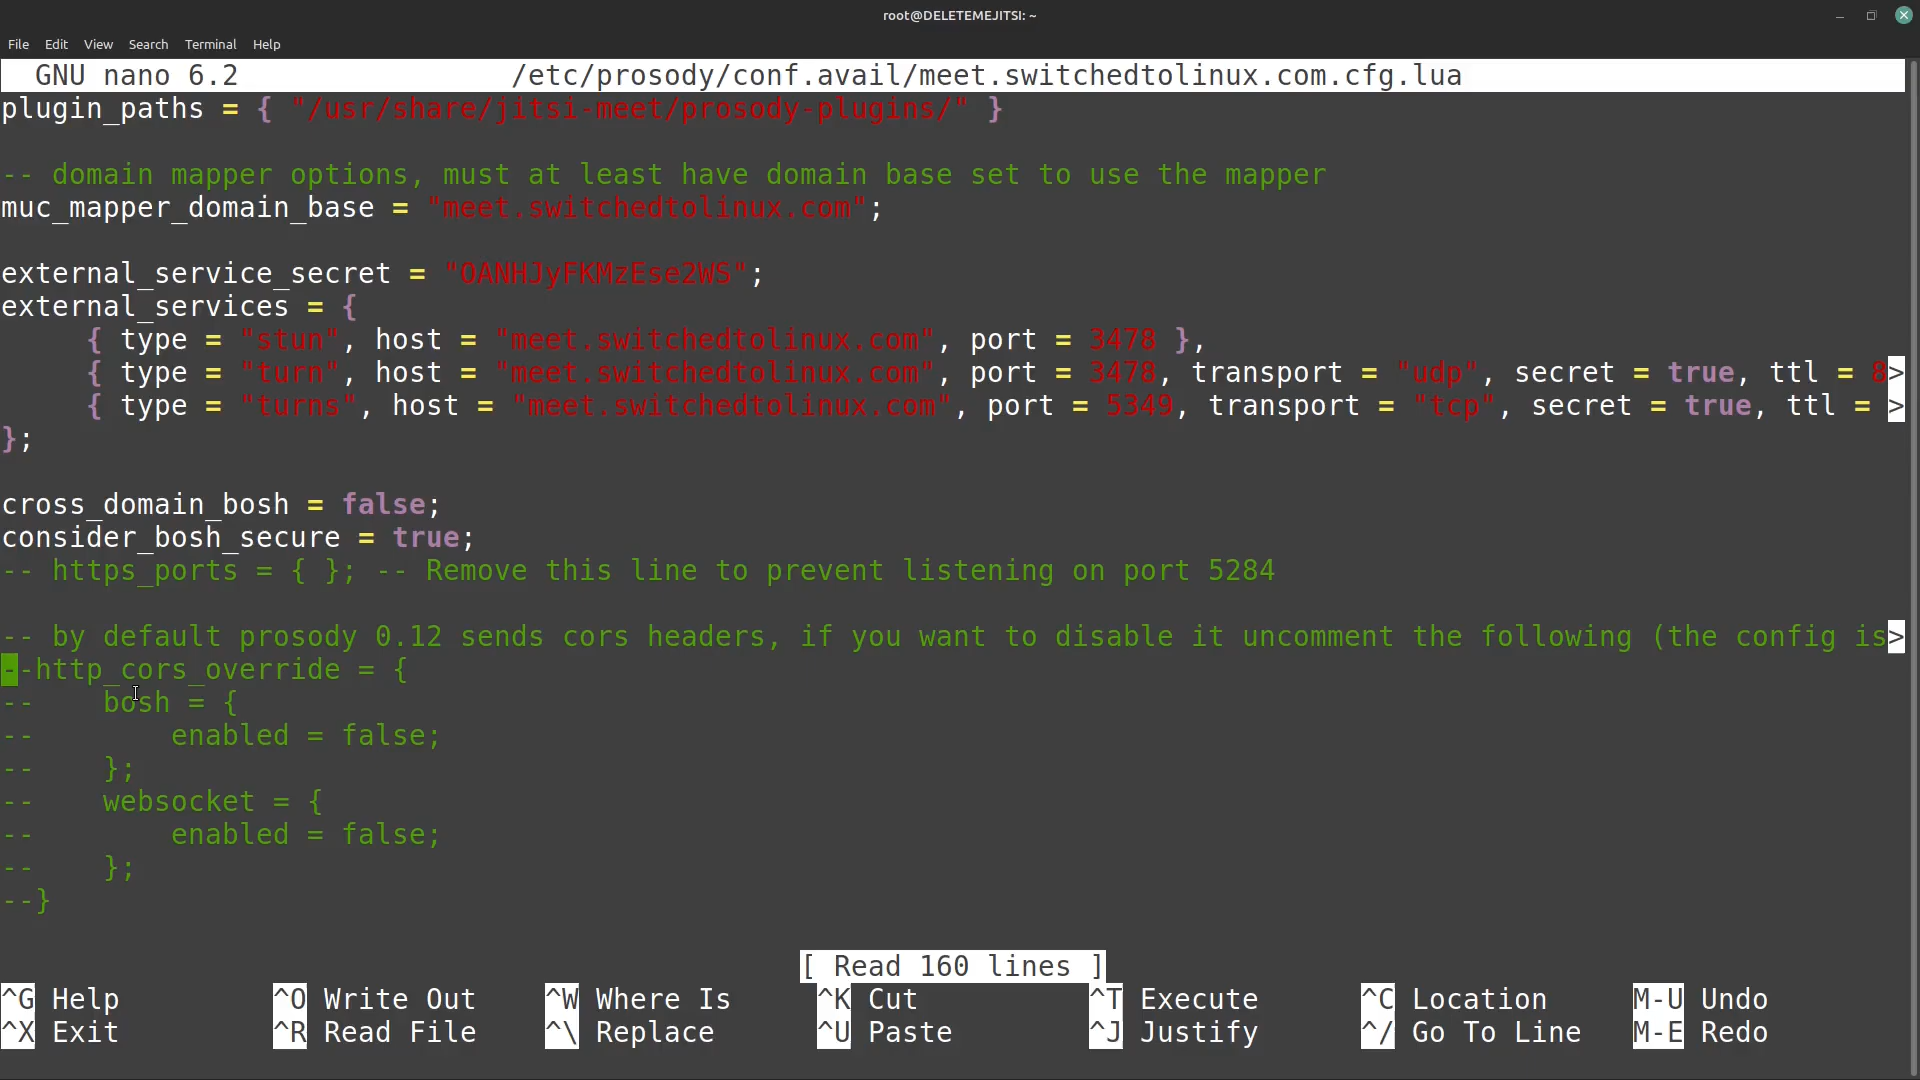 root@DELETEMEJITSI: ~
File Edit View Search Terminal Help
GNU nano 6.2 /etc/prosody/conf.avail/meet.switchedtolinux.com.cfg.lua
plugin_paths = { "/usr/share/jitsi-meet/prosody-plugins/" }
-- domain mapper options, must at least have domain base set to use the mapper
muc_mapper_domain_base = "meet.switchedtolinux.com";
external_service_secret = "OANHJyFKMzEse2WS";
external_services = {
     { type = "stun", host = "meet.switchedtolinux.com", port = 3478 },
     { type = "turn", host = "meet.switchedtolinux.com", port = 3478, transport = "udp", secret = true, ttl = 8>
     { type = "turns", host = "meet.switchedtolinux.com", port = 5349, transport = "tcp", secret = true, ttl = >
};
cross_domain_bosh = false;
consider_bosh_secure = true;
-- https_ports = { }; -- Remove this line to prevent listening on port 5284
-- by default prosody 0.12 sends cors headers, if you want to disable it uncomment the following (the config is>
--http_cors_override = {
--    bosh = {
--        enabled = false;
--    };
--    websocket = {
--        enabled = false;
--    };
--}
[ Read 160 lines ]
^G Help ^O Write Out ^W Where Is ^K Cut ^T Execute ^C Location M-U Undo
^X Exit ^R Read File ^\ Replace ^U Paste ^J Justify ^/ Go To Line M-E Redo